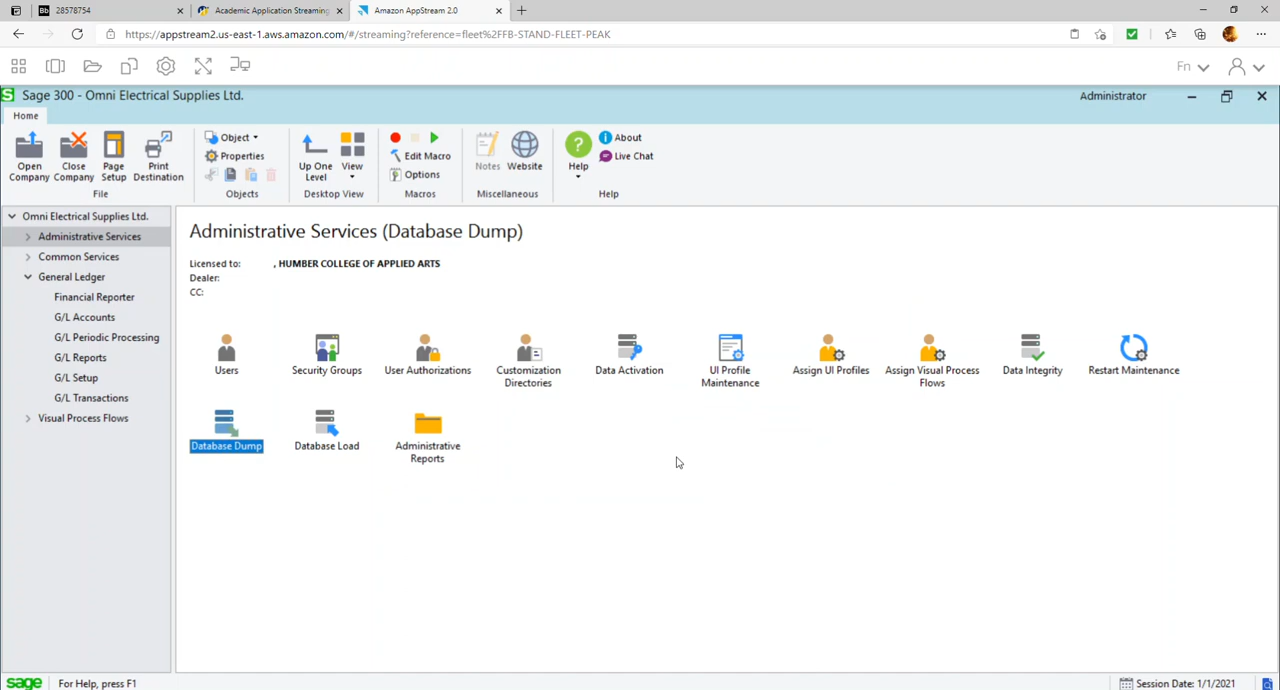 28578754
Academic Application Streaming
Amazon AppStream 2.0
https://appstream2.us-east-1.aws.amazon.com/#/streaming?reference=fleet%2FFB-STAND-FLEET-PEAK
Fn
Sage 300 - Omni Electrical Supplies Ltd.
Administrator
Home
Open Company
Close Company
Page Setup
Print Destination
File
Object
Properties
Objects
Up One Level
View
Desktop View
Edit Macro
Options
Macros
Notes
Website
Miscellaneous
Help
About
Live Chat
Help
Omni Electrical Supplies Ltd.
Administrative Services
Common Services
General Ledger
Financial Reporter
G/L Accounts
G/L Periodic Processing
G/L Reports
G/L Setup
G/L Transactions
Visual Process Flows
Administrative Services (Database Dump)
Licensed to: , HUMBER COLLEGE OF APPLIED ARTS
Dealer:
CC:
Users
Security Groups
User Authorizations
Customization Directories
Data Activation
UI Profile Maintenance
Assign UI Profiles
Assign Visual Process Flows
Data Integrity
Restart Maintenance
Database Dump
Database Load
Administrative Reports
sage
For Help, press F1
Session Date: 1/1/2021